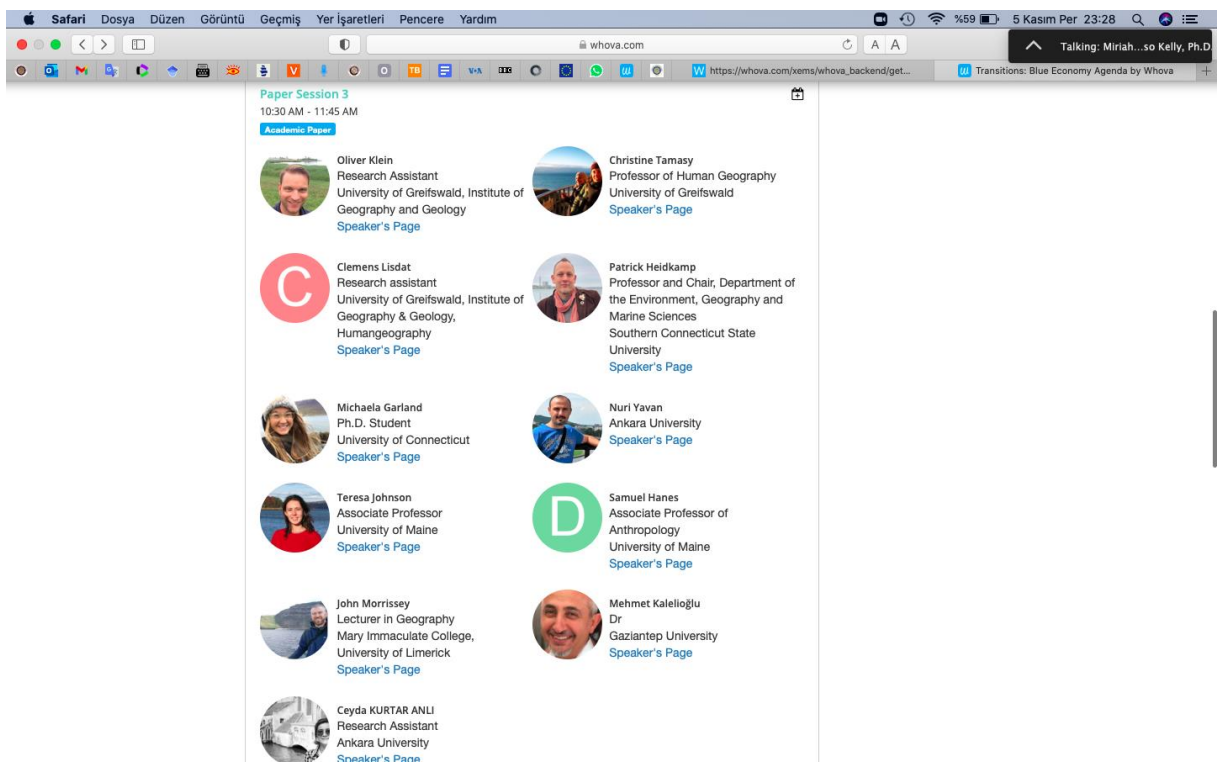 Safari Dosya Düzen Görüntü Geçmiş Yer İşaretleri Pencere Yardım
%59 5 Kasım Per 23:28
whova.com
A A
Talking: Miriah...so Kelly, Ph.D.
https://whova.com/xems/whova_backend/get...
Transitions: Blue Economy Agenda by Whova
Paper Session 3
10:30 AM - 11:45 AM
Academic Paper
Oliver Klein
Research Assistant
University of Greifswald, Institute of
Geography and Geology
Speaker's Page
Christine Tamasy
Professor of Human Geography
University of Greifswald
Speaker's Page
C
Clemens Lisdat
Research assistant
University of Greifswald, Institute of
Geography & Geology,
Humangeography
Speaker's Page
Patrick Heidkamp
Professor and Chair, Department of
the Environment, Geography and
Marine Sciences
Southern Connecticut State
University
Speaker's Page
Michaela Garland
Ph.D. Student
University of Connecticut
Speaker's Page
Nuri Yavan
Ankara University
Speaker's Page
Teresa Johnson
Associate Professor
University of Maine
Speaker's Page
D
Samuel Hanes
Associate Professor of
Anthropology
University of Maine
Speaker's Page
John Morrissey
Lecturer in Geography
Mary Immaculate College,
University of Limerick
Speaker's Page
Mehmet Kalelioğlu
Dr
Gaziantep University
Speaker's Page
Ceyda KURTAR ANLI
Research Assistant
Ankara University
Speaker's Page